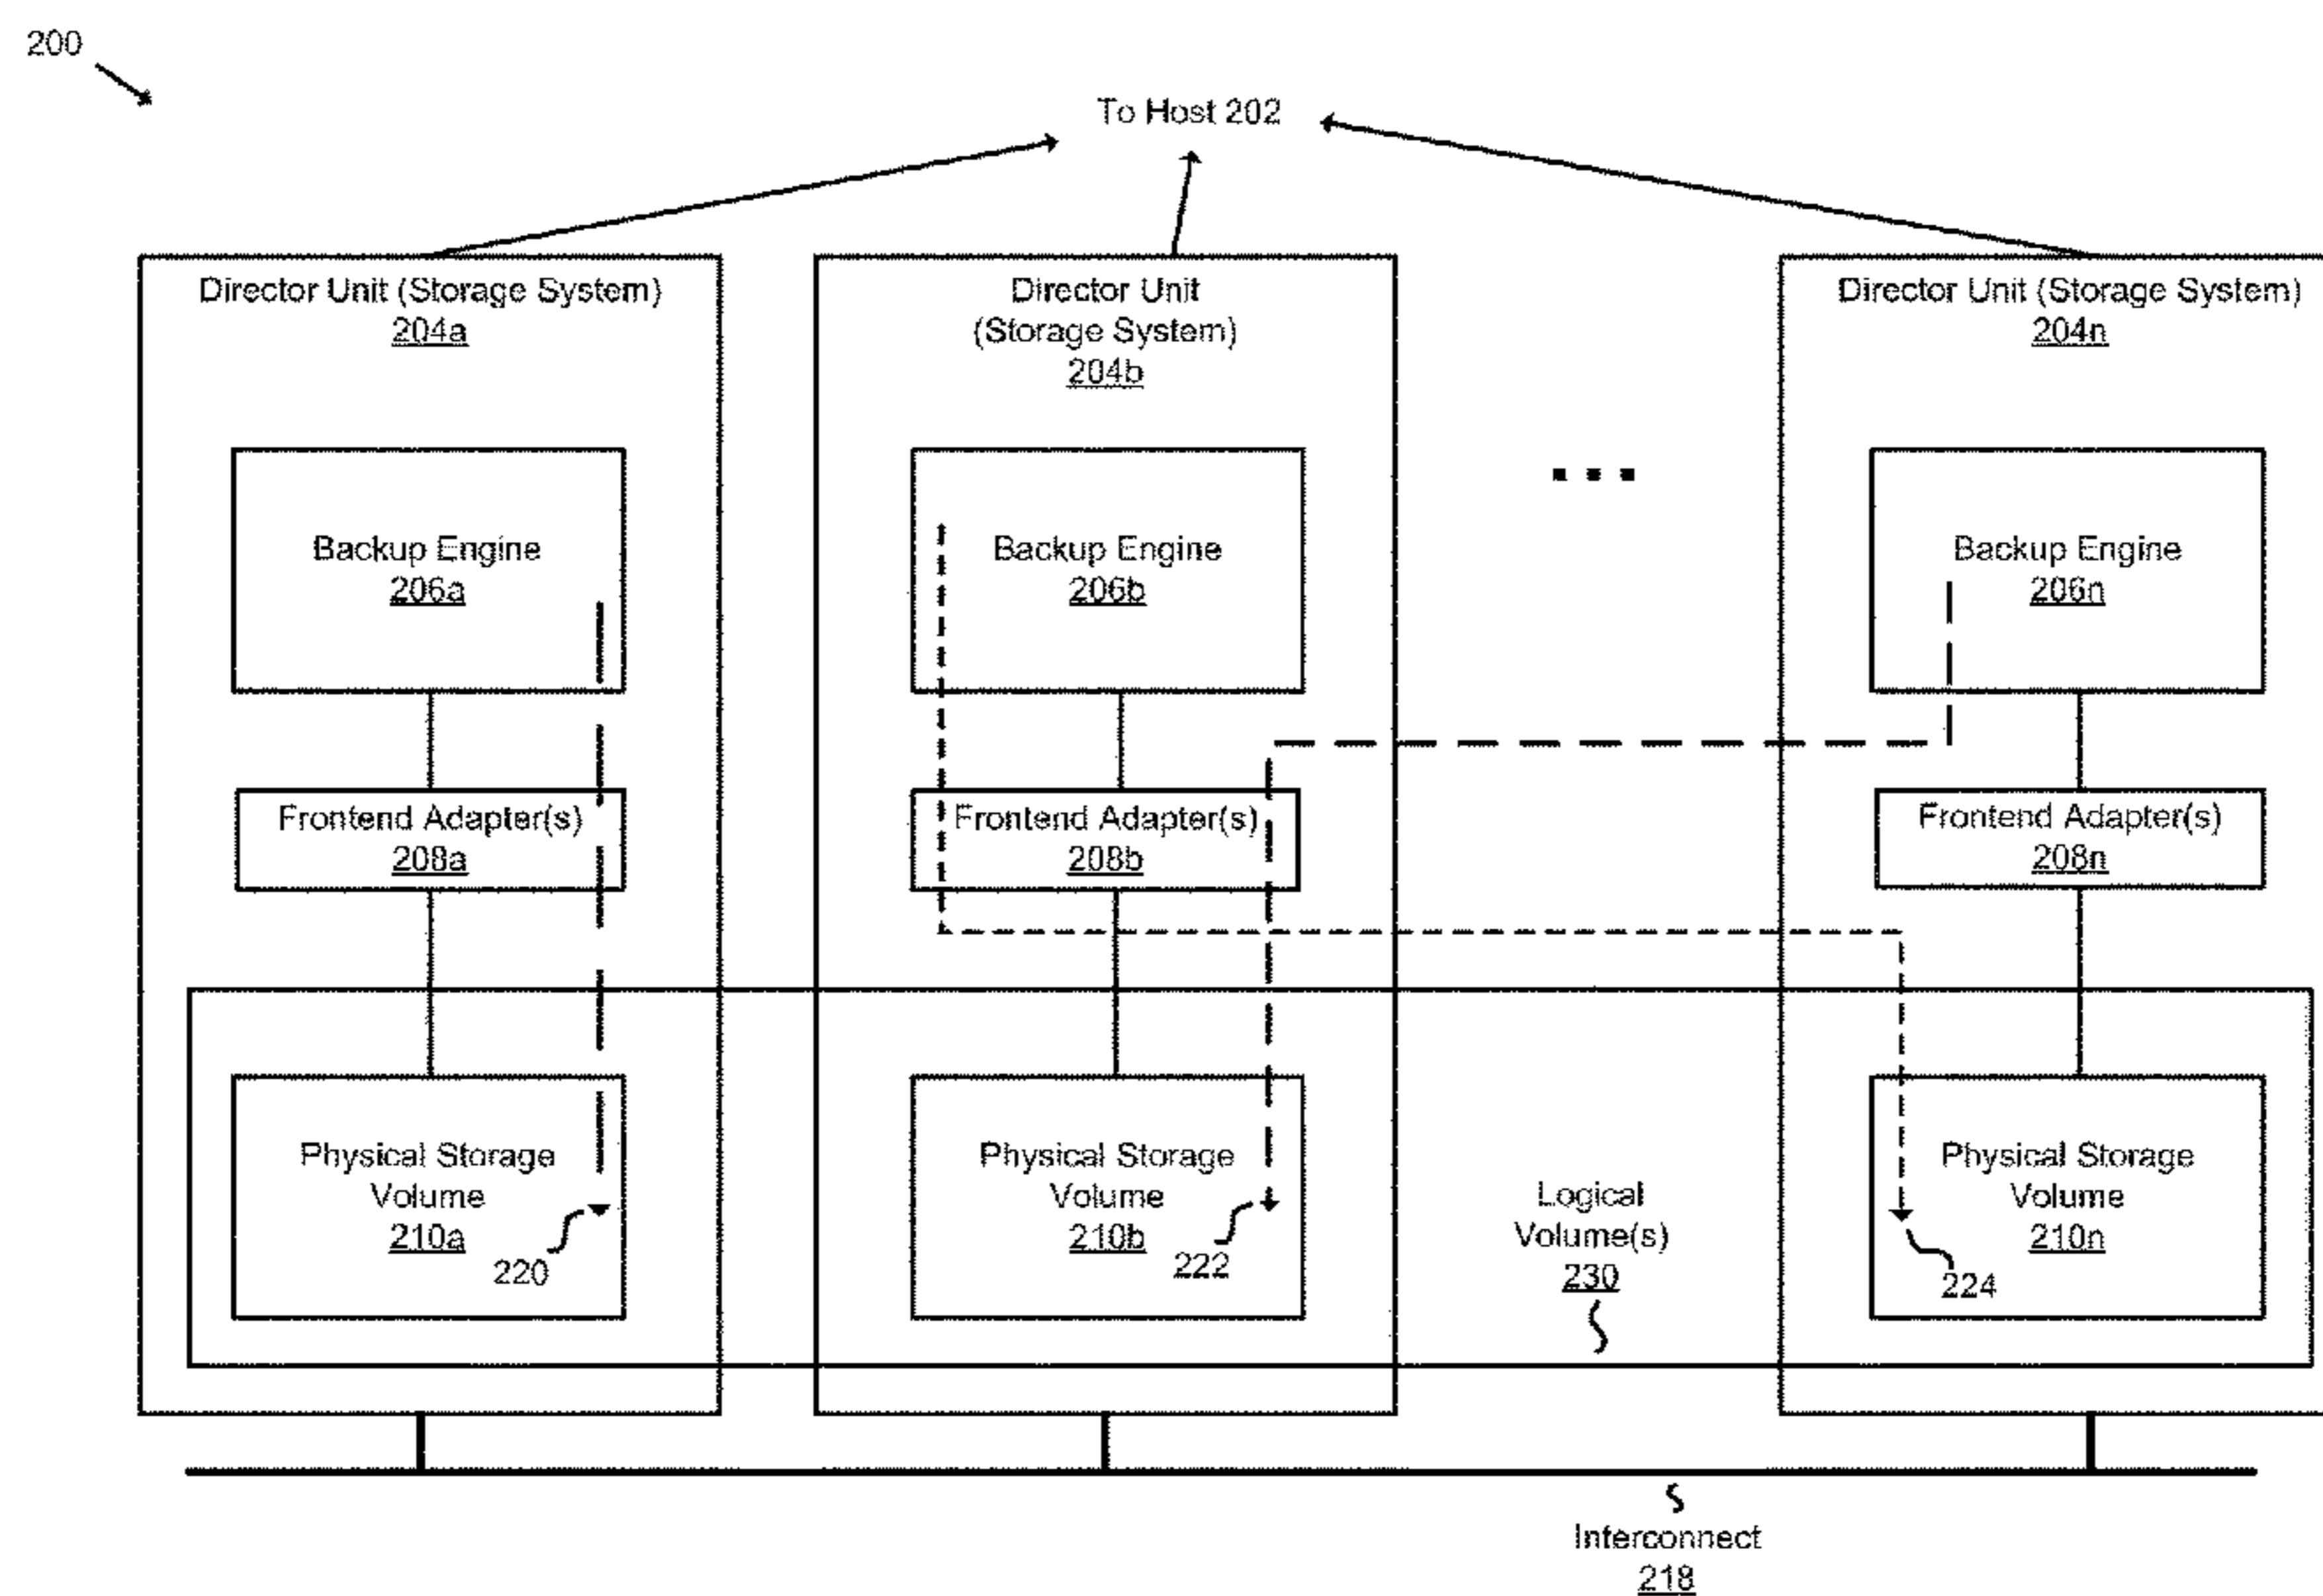 200
To Host 202
Director Unit (Storage System)
204a
Director Unit
(Storage System)
204b
Director Unit (Storage System)
204n
Backup Engine
206a
Backup Engine
206b
Backup Engine
206n
Frontend Adapter(s)
208a
Frontend Adapter(s)
208b
Frontend Adapter(s)
208n
Physical Storage
Volume
210a
220
Physical Storage
Volume
210b
222
Logical
Volume(s)
230
Physical Storage
Volume
210n
224
Interconnect
218